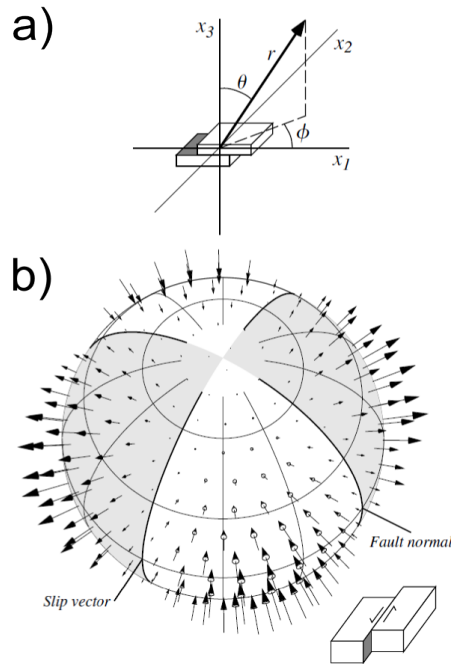 a)
x₃
r
x₂
θ
ϕ
x₁
b)
Fault normal
Slip vector